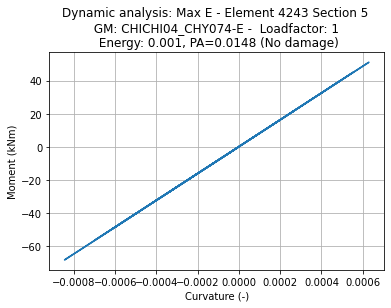 Dynamic analysis: Max E - Element 4243 Section 5
GM: CHICHI04_CHY074-E -  Loadfactor: 1
Energy: 0.001, PA=0.0148 (No damage)
Moment (kNm)
40
20
0
−20
−40
−60
−0.0008 −0.0006 −0.0004 −0.0002 0.0000 0.0002 0.0004 0.0006
Curvature (-)